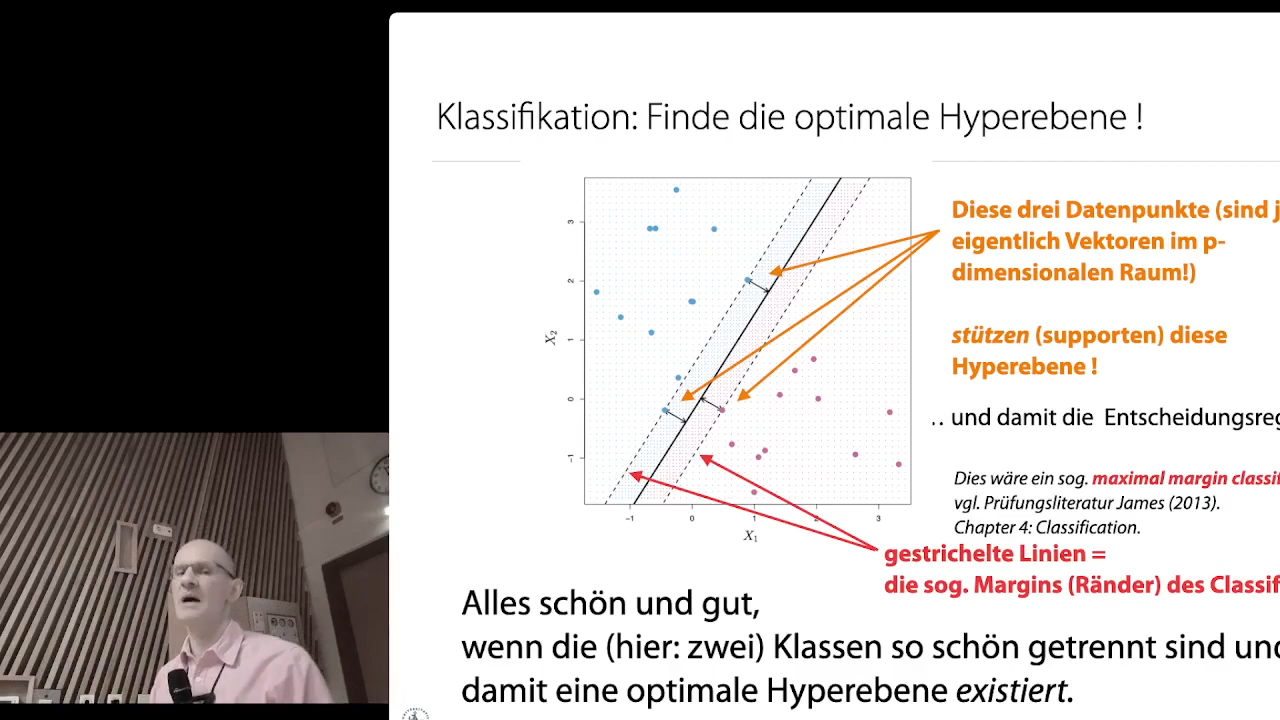 Klassifikation: Finde die optimale Hyperebene !
Diese drei Datenpunkte (sind
eigentlich Vektoren im p-
dimensionalen Raum!)
stützen (supporten) diese
Hyperebene !
.. und damit die Entscheidungsreg
Dies wäre ein sog. maximal margin classif
vgl. Prüfungsliteratur James (2013).
Chapter 4: Classification.
gestrichelte Linien =
die sog. Margins (Ränder) des Classif
X₂
3
2
1
0
−1
−1 0 1 2 3
X₁
Alles schön und gut,
wenn die (hier: zwei) Klassen so schön getrennt sind und
damit eine optimale Hyperebene existiert.